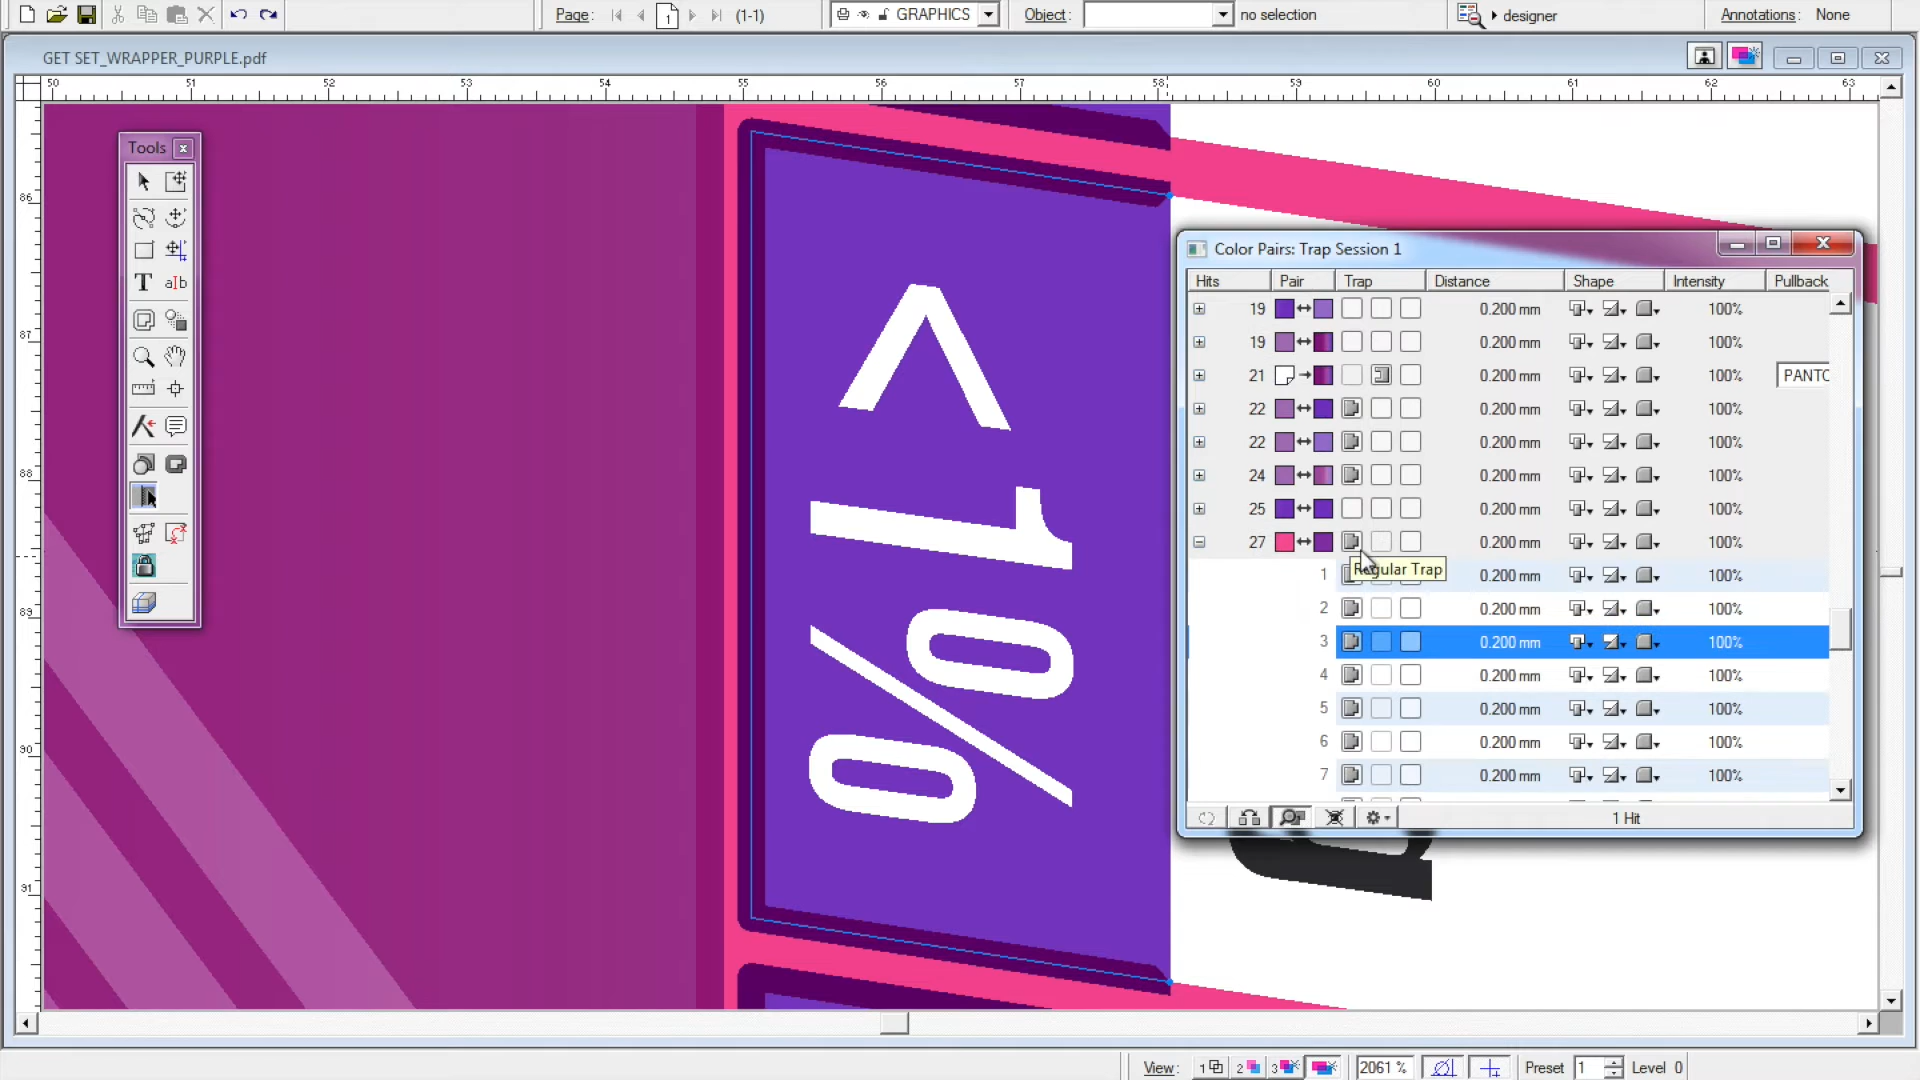 Page: 1 (1-1) GRAPHICS Object: no selection designer Annotations: None
GET SET_WRAPPER_PURPLE.pdf
50 51 52 53 54 55 56 57 58 59 60 61 62 63
Tools
86
87
88
89
90
91
< 1%
Color Pairs: Trap Session 1
Hits Pair Trap Distance Shape Intensity Pullback
19 0.200 mm 100%
19 0.200 mm 100%
21 0.200 mm 100% PANTO
22 0.200 mm 100%
22 0.200 mm 100%
24 0.200 mm 100%
25 0.200 mm 100%
27 0.200 mm 100%
Regular Trap
1 0.200 mm 100%
2 0.200 mm 100%
3 0.200 mm 100%
4 0.200 mm 100%
5 0.200 mm 100%
6 0.200 mm 100%
7 0.200 mm 100%
1 Hit
View: 1 2 3 2061 % Preset 1 Level 0